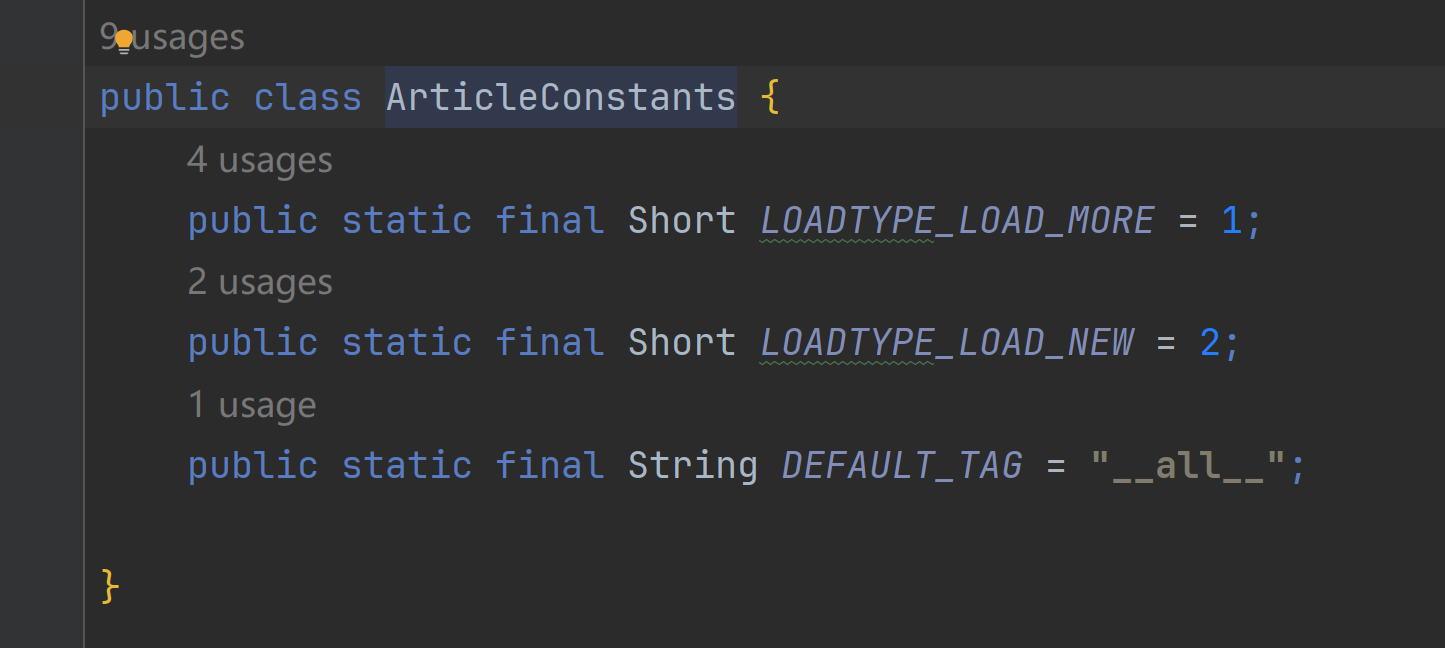 9 usages
public class ArticleConstants {
4 usages
public static final Short LOADTYPE_LOAD_MORE = 1;
2 usages
public static final Short LOADTYPE_LOAD_NEW = 2;
1 usage
public static final String DEFAULT_TAG = "__all__";
}